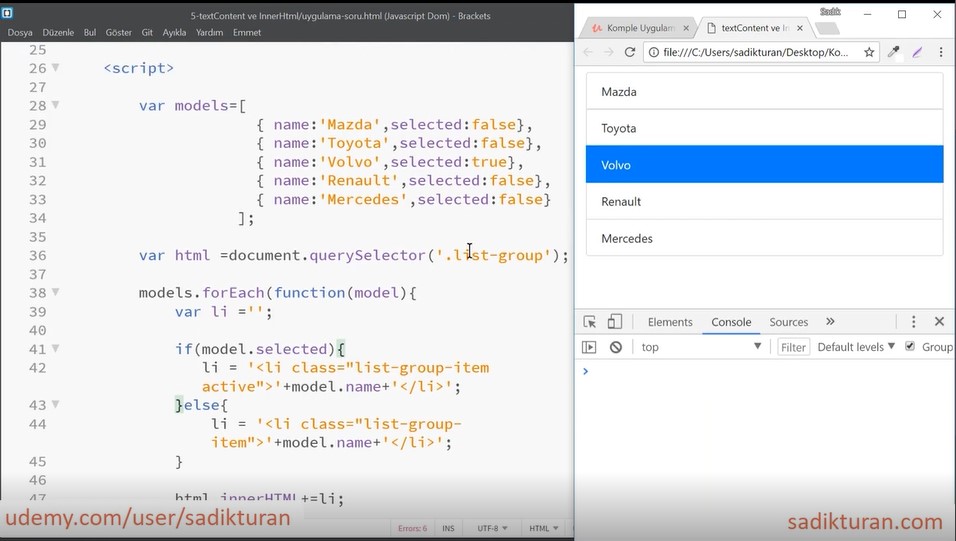 5-textContent ve InnerHtml/uygulama-soru.html (Javascript Dom) - Brackets
Dosya Düzenle Bul Göster Git Ayıkla Yardım Emmet
25
26 <script>
27
28 var models=[
29 { name:'Mazda',selected:false},
30 { name:'Toyota',selected:false},
31 { name:'Volvo',selected:true},
32 { name:'Renault',selected:false},
33 { name:'Mercedes',selected:false}
34 ];
35
36 var html =document.querySelector('.list-group');
37
38 models.forEach(function(model){
39 var li ='';
40
41 if(model.selected){
42 li = '<li class="list-group-item
active">'+model.name+'</li>';
43 }else{
44 li = '<li class="list-group-
item">'+model.name+'</li>';
45 }
46
47 html.innerHTML+=li;
Errors: 6 INS UTF-8 HTML
udemy.com/user/sadikturan
Sadık
Komple Uygulam textContent ve In
file:///C:/Users/sadikturan/Desktop/Ko...
Mazda
Toyota
Volvo
Renault
Mercedes
Elements Console Sources »
top Filter Default levels Group
sadikturan.com